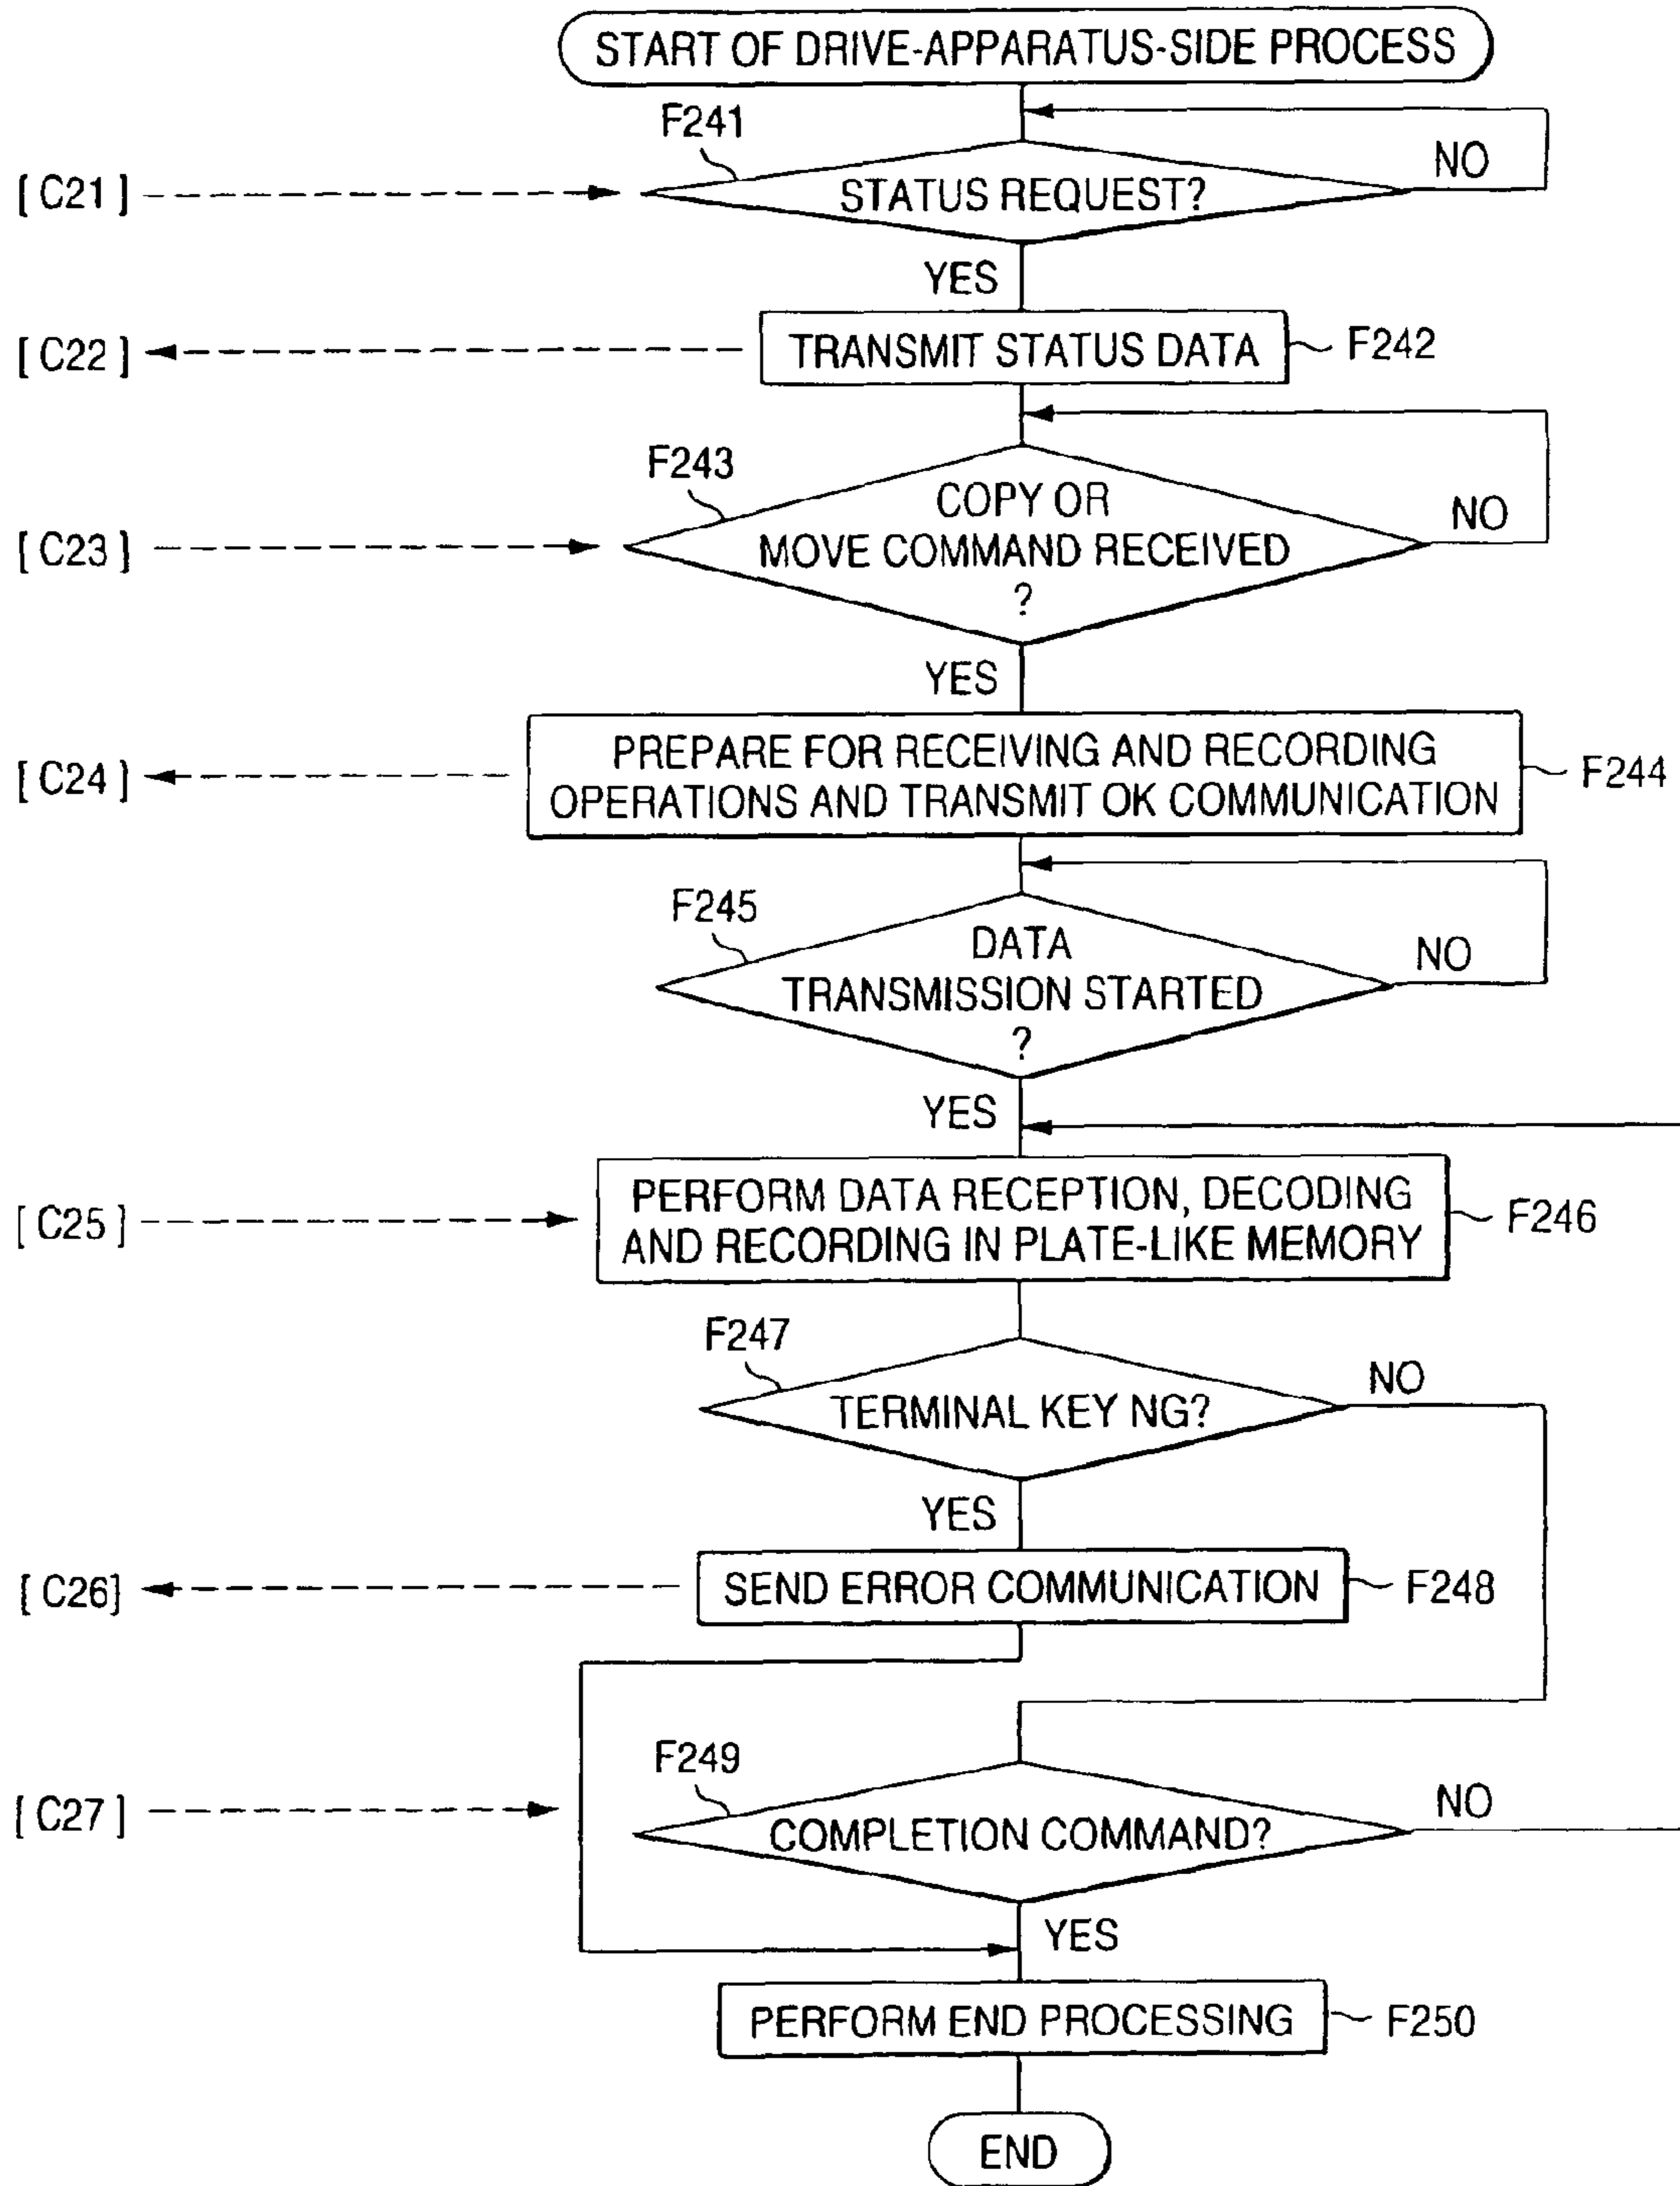 START OF DRIVE-APPARATUS-SIDE PROCESS
F241
NO
[ C21 ]
STATUS REQUEST?
YES
[ C22 ]
TRANSMIT STATUS DATA
F242
F243
COPY OR
NO
[ C23 ]
MOVE COMMAND RECEIVED
?
YES
PREPARE FOR RECEIVING AND RECORDING
[ C24 ]
F244
OPERATIONS AND TRANSMIT OK COMMUNICATION
F245
DATA
NO
TRANSMISSION STARTED
?
YES
PERFORM DATA RECEPTION, DECODING
[ C25 ]
F246
AND RECORDING IN PLATE-LIKE MEMORY
F247
NO
TERMINAL KEY NG?
YES
[ C26]
SEND ERROR COMMUNICATION
F248
F249
[ C27 ]
NO
COMPLETION COMMAND?
YES
PERFORM END PROCESSING
F250
END